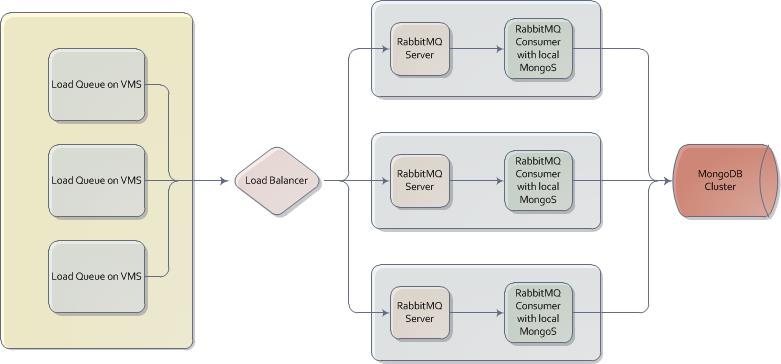 Load Queue on VMS
Load Queue on VMS
Load Queue on VMS
Load Balancer
RabbitMQ
Server
RabbitMQ
Consumer
with local
MongoS
RabbitMQ
Server
RabbitMQ
Consumer
with local
MongoS
RabbitMQ
Server
RabbitMQ
Consumer
with local
MongoS
MongoDB
Cluster